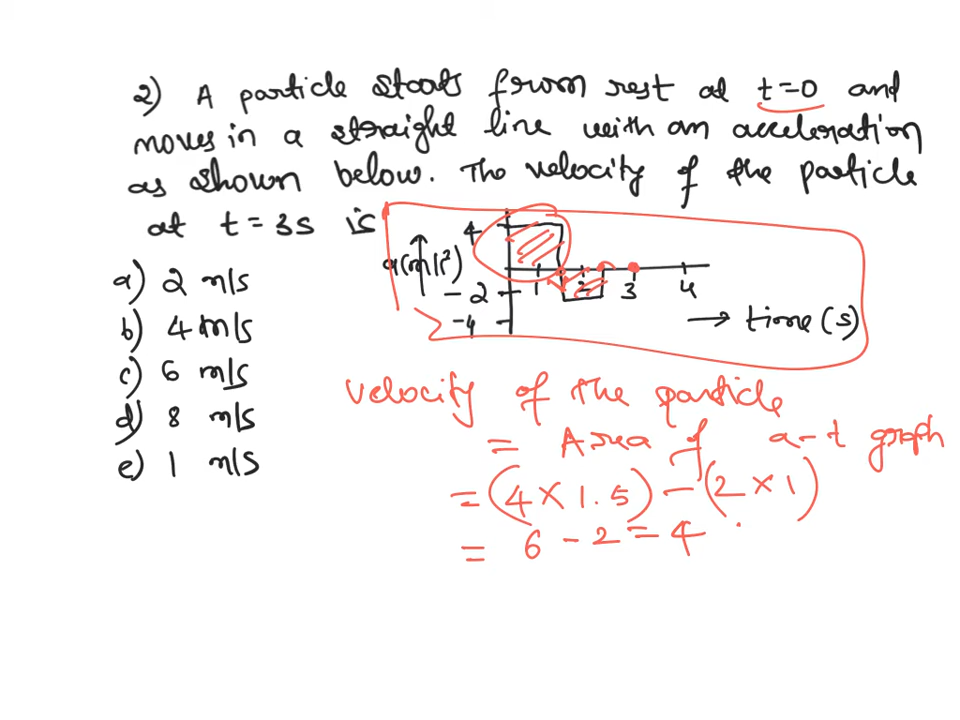 2) A particle starts from rest at t=0 and
moves in a straight line with an acceleration
as shown below. The velocity of the particle
at t = 3s is
4
a(m/s²)
1 2 3 4
-2
-4
→ time (s)
a) 2 m/s
b) 4 m/s
c) 6 m/s
d) 8 m/s
e) 1 m/s
velocity of the particle
= Area of a-t graph
= (4 × 1.5) - (2 × 1)
= 6 - 2 = 4